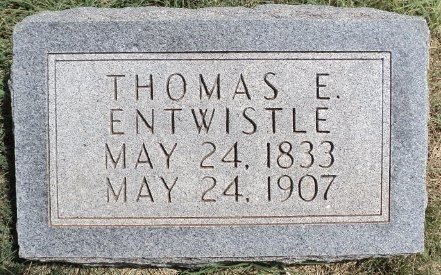 THOMAS E.
ENTWISTLE
MAY 24, 1833
MAY 24, 1907